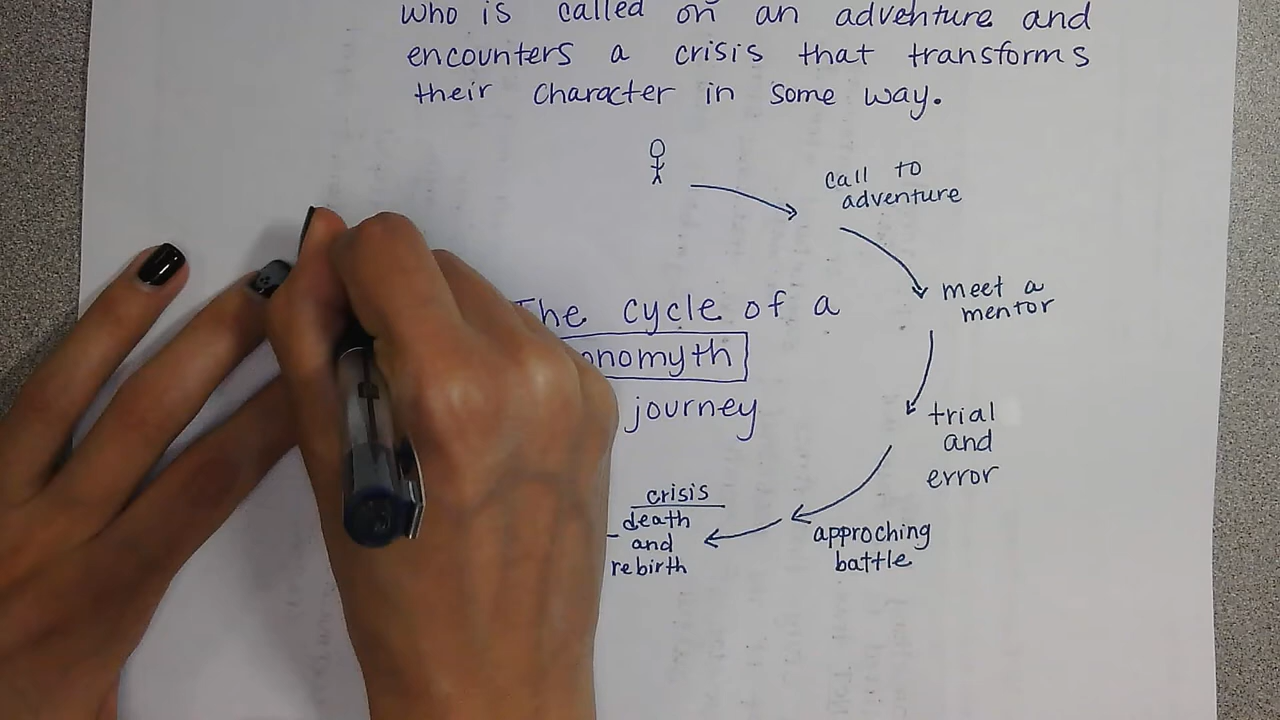 who is called on an adventure and
encounters a crisis that transforms
their character in some way.
call to
adventure
meet a
mentor
The cycle of a
journey
trial
and
error
crisis
death
and
rebirth
approching
battle